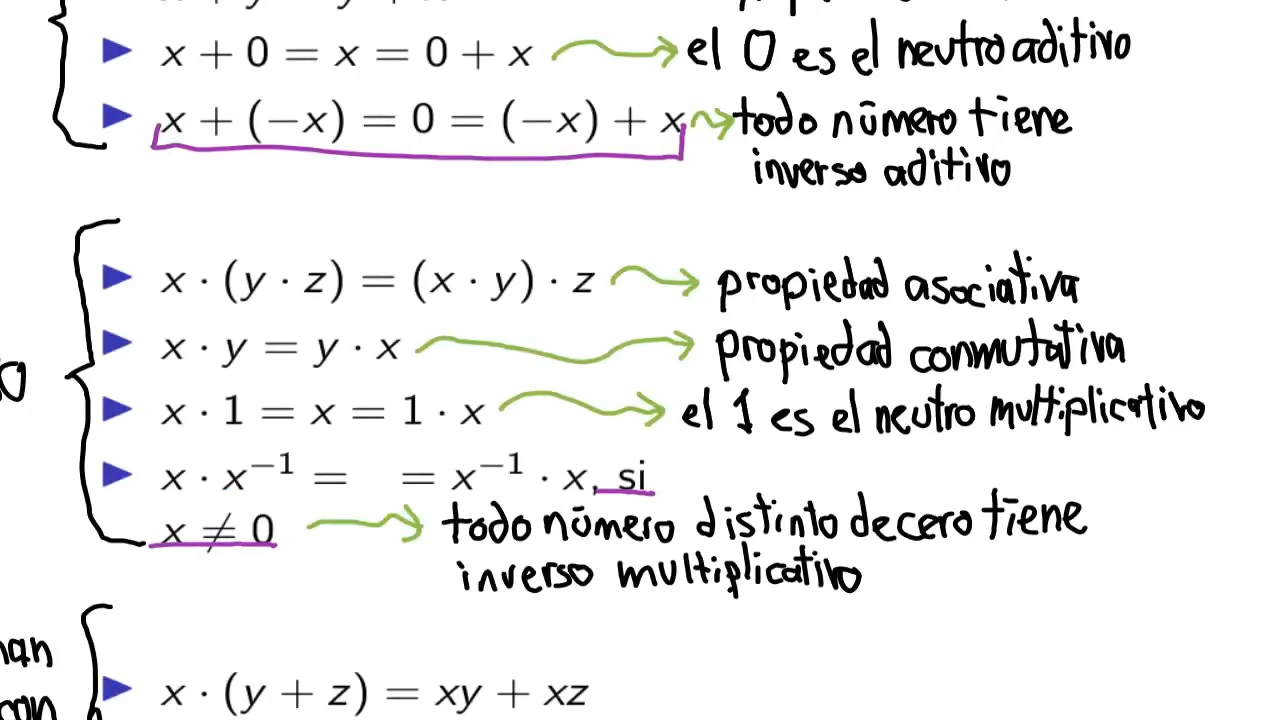 x + 0 = x = 0 + x el 0 es el neutro aditivo
x + (−x) = 0 = (−x) + x todo número tiene
inverso aditivo
x · (y · z) = (x · y) · z propiedad asociativa
x · y = y · x propiedad conmutativa
x · 1 = x = 1 · x el 1 es el neutro multiplicativo
x · x⁻¹ = = x⁻¹ · x, si
x ≠ 0 todo número distinto de cero tiene
inverso multiplicativo
x · (y + z) = xy + xz